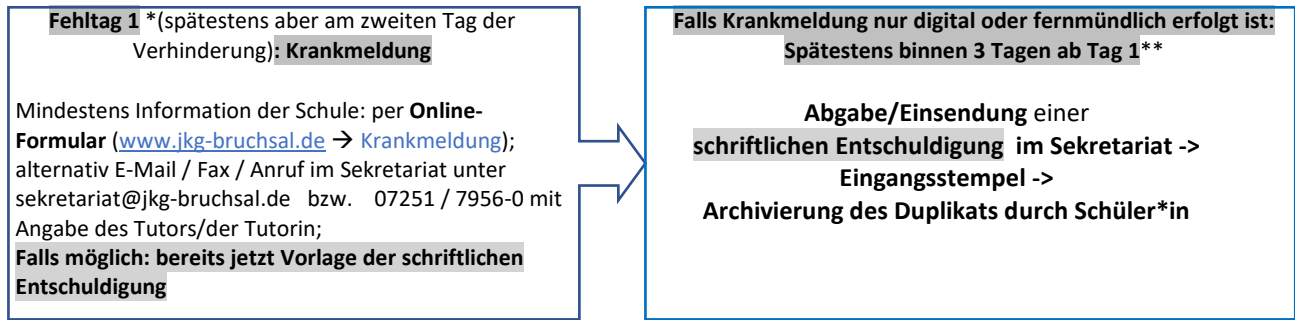 Fehltag 1 *(spätestens aber am zweiten Tag der
Verhinderung): Krankmeldung
Mindestens Information der Schule: per Online-
Formular (www.jkg-bruchsal.de → Krankmeldung);
alternativ E-Mail / Fax / Anruf im Sekretariat unter
sekretariat@jkg-bruchsal.de bzw. 07251 / 7956-0 mit
Angabe des Tutors/der Tutorin;
Falls möglich: bereits jetzt Vorlage der schriftlichen
Entschuldigung
Falls Krankmeldung nur digital oder fernmündlich erfolgt ist:
Spätestens binnen 3 Tagen ab Tag 1**
Abgabe/Einsendung einer
schriftlichen Entschuldigung im Sekretariat ->
Eingangsstempel ->
Archivierung des Duplikats durch Schüler*in